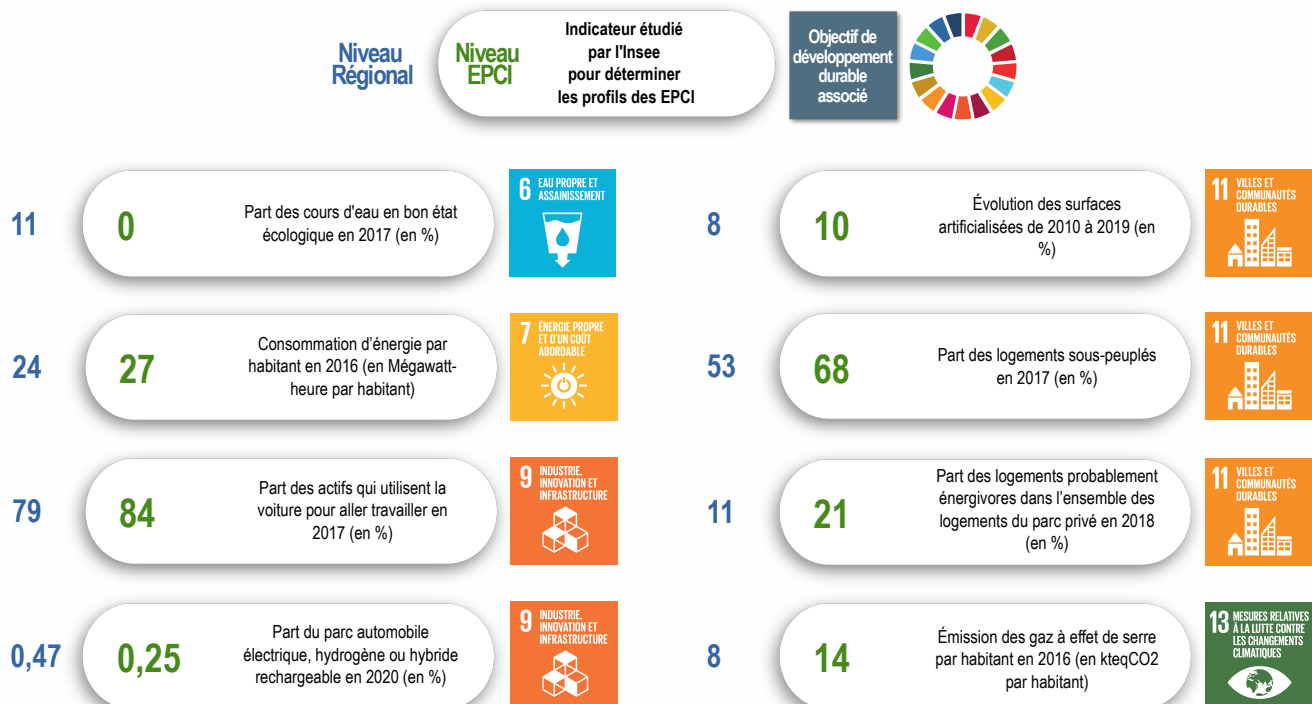 Niveau
Régional
Niveau
EPCI
Indicateur étudié
par l'Insee
pour déterminer
les profils des EPCI
Objectif de
développement
durable
associé
11
0
Part des cours d'eau en bon état
écologique en 2017 (en %)
6 EAU PROPRE ET
ASSAINISSEMENT
8
10
Évolution des surfaces
artificialisées de 2010 à 2019 (en
%)
11 VILLES ET
COMMUNAUTÉS
DURABLES
24
27
Consommation d'énergie par
habitant en 2016 (en Mégawatt-
heure par habitant)
7 ÉNERGIE PROPRE
ET D'UN COÛT
ABORDABLE
53
68
Part des logements sous-peuplés
en 2017 (en %)
11 VILLES ET
COMMUNAUTÉS
DURABLES
79
84
Part des actifs qui utilisent la
voiture pour aller travailler en
2017 (en %)
9 INDUSTRIE,
INNOVATION ET
INFRASTRUCTURE
11
21
Part des logements probablement
énergivores dans l'ensemble des
logements du parc privé en 2018
(en %)
11 VILLES ET
COMMUNAUTÉS
DURABLES
0,47
0,25
Part du parc automobile
électrique, hydrogène ou hybride
rechargeable en 2020 (en %)
9 INDUSTRIE,
INNOVATION ET
INFRASTRUCTURE
8
14
Émission des gaz à effet de serre
par habitant en 2016 (en kteqCO2
par habitant)
13 MESURES RELATIVES
À LA LUTTE CONTRE
LES CHANGEMENTS
CLIMATIQUES